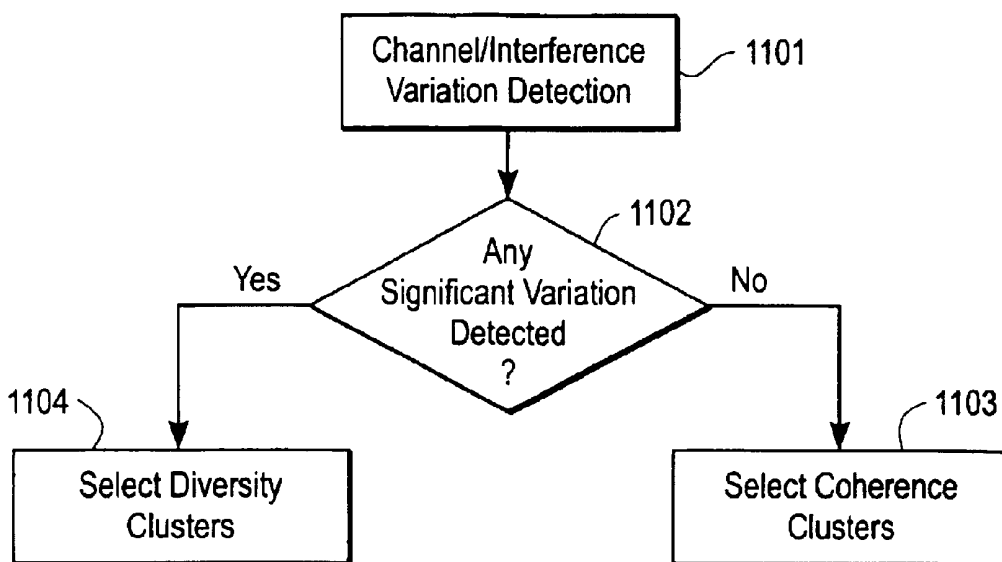 Channel/Interference
Variation Detection
1101
1102
Any
Significant Variation
Detected
?
Yes
No
1104
1103
Select Diversity
Clusters
Select Coherence
Clusters